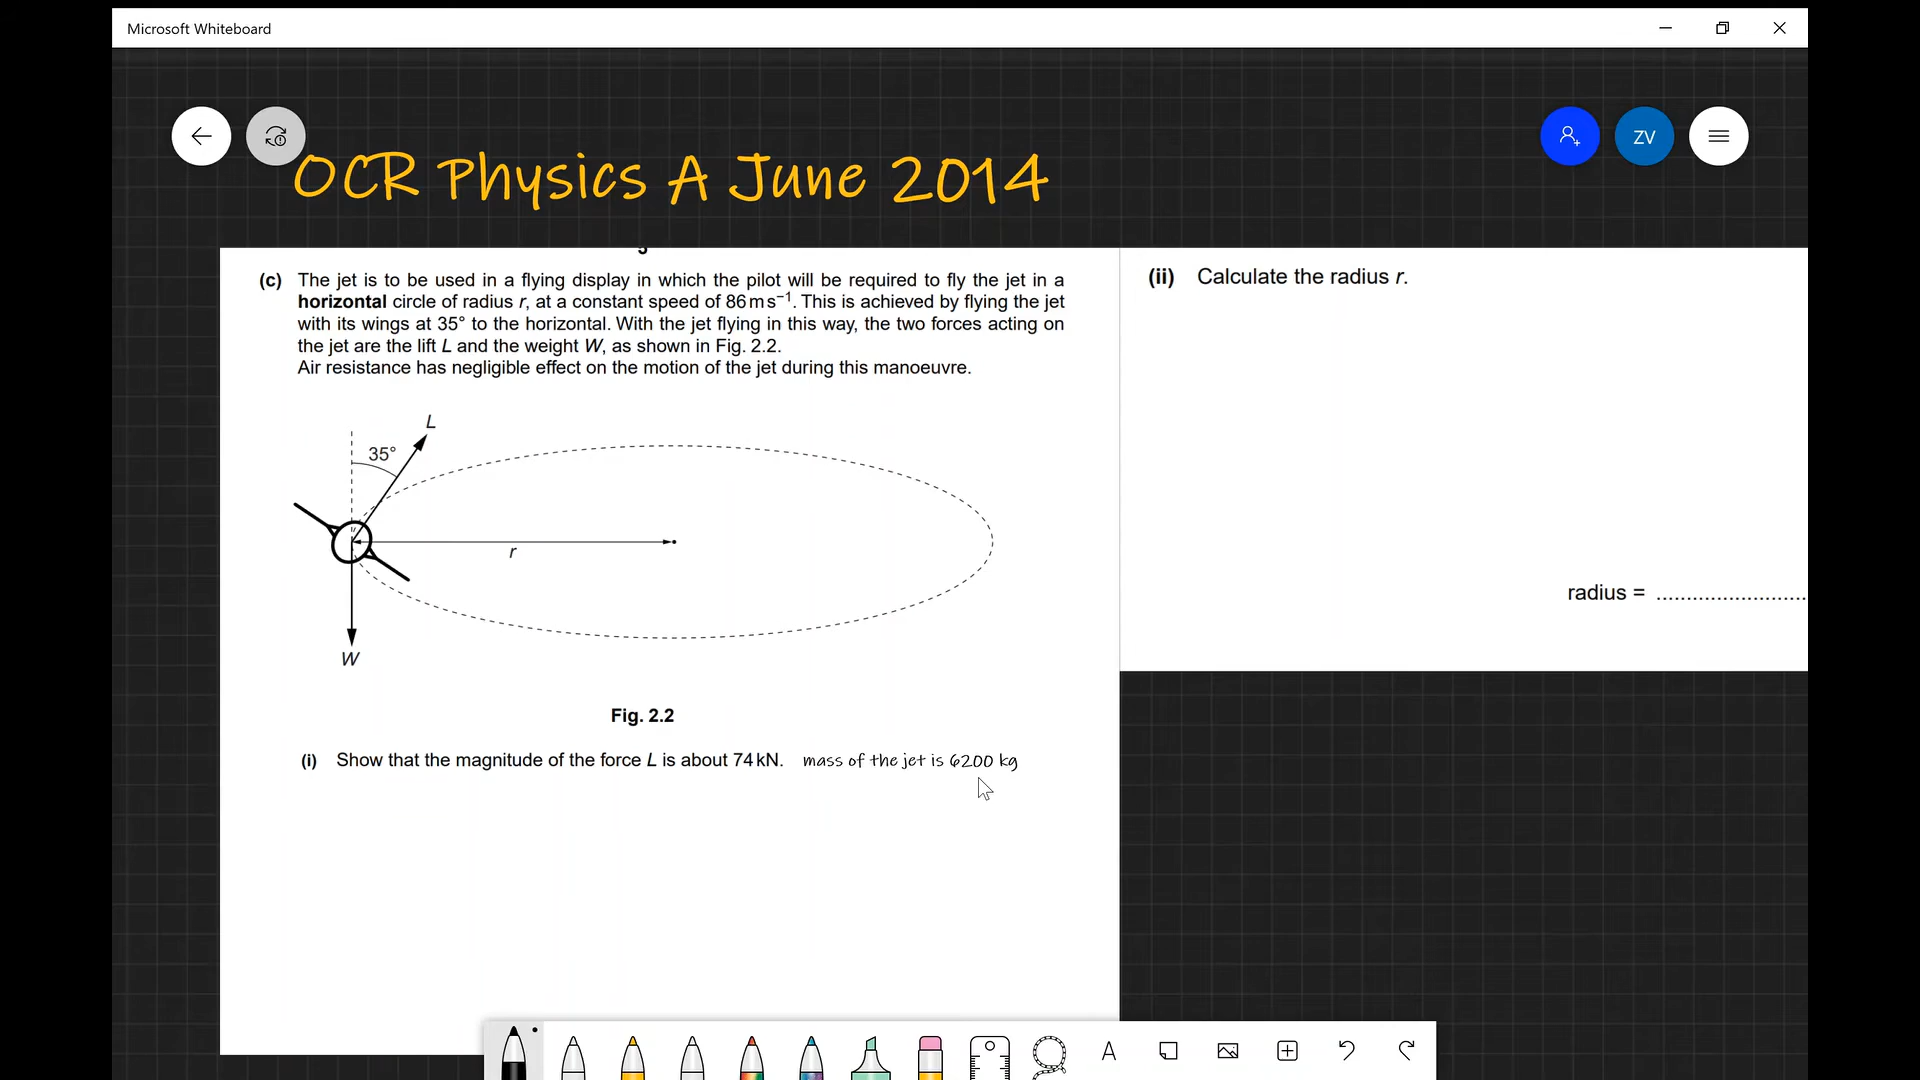 Microsoft Whiteboard
ZV
OCR Physics A June 2014
(c) The jet is to be used in a flying display in which the pilot will be required to fly the jet in a
horizontal circle of radius r, at a constant speed of 86 m s⁻¹. This is achieved by flying the jet
with its wings at 35° to the horizontal. With the jet flying in this way, the two forces acting on
the jet are the lift L and the weight W, as shown in Fig. 2.2.
Air resistance has negligible effect on the motion of the jet during this manoeuvre.
L
35°
r
W
Fig. 2.2
(i) Show that the magnitude of the force L is about 74 kN. mass of the jet is 6200 kg
(ii) Calculate the radius r.
radius = .........................
A